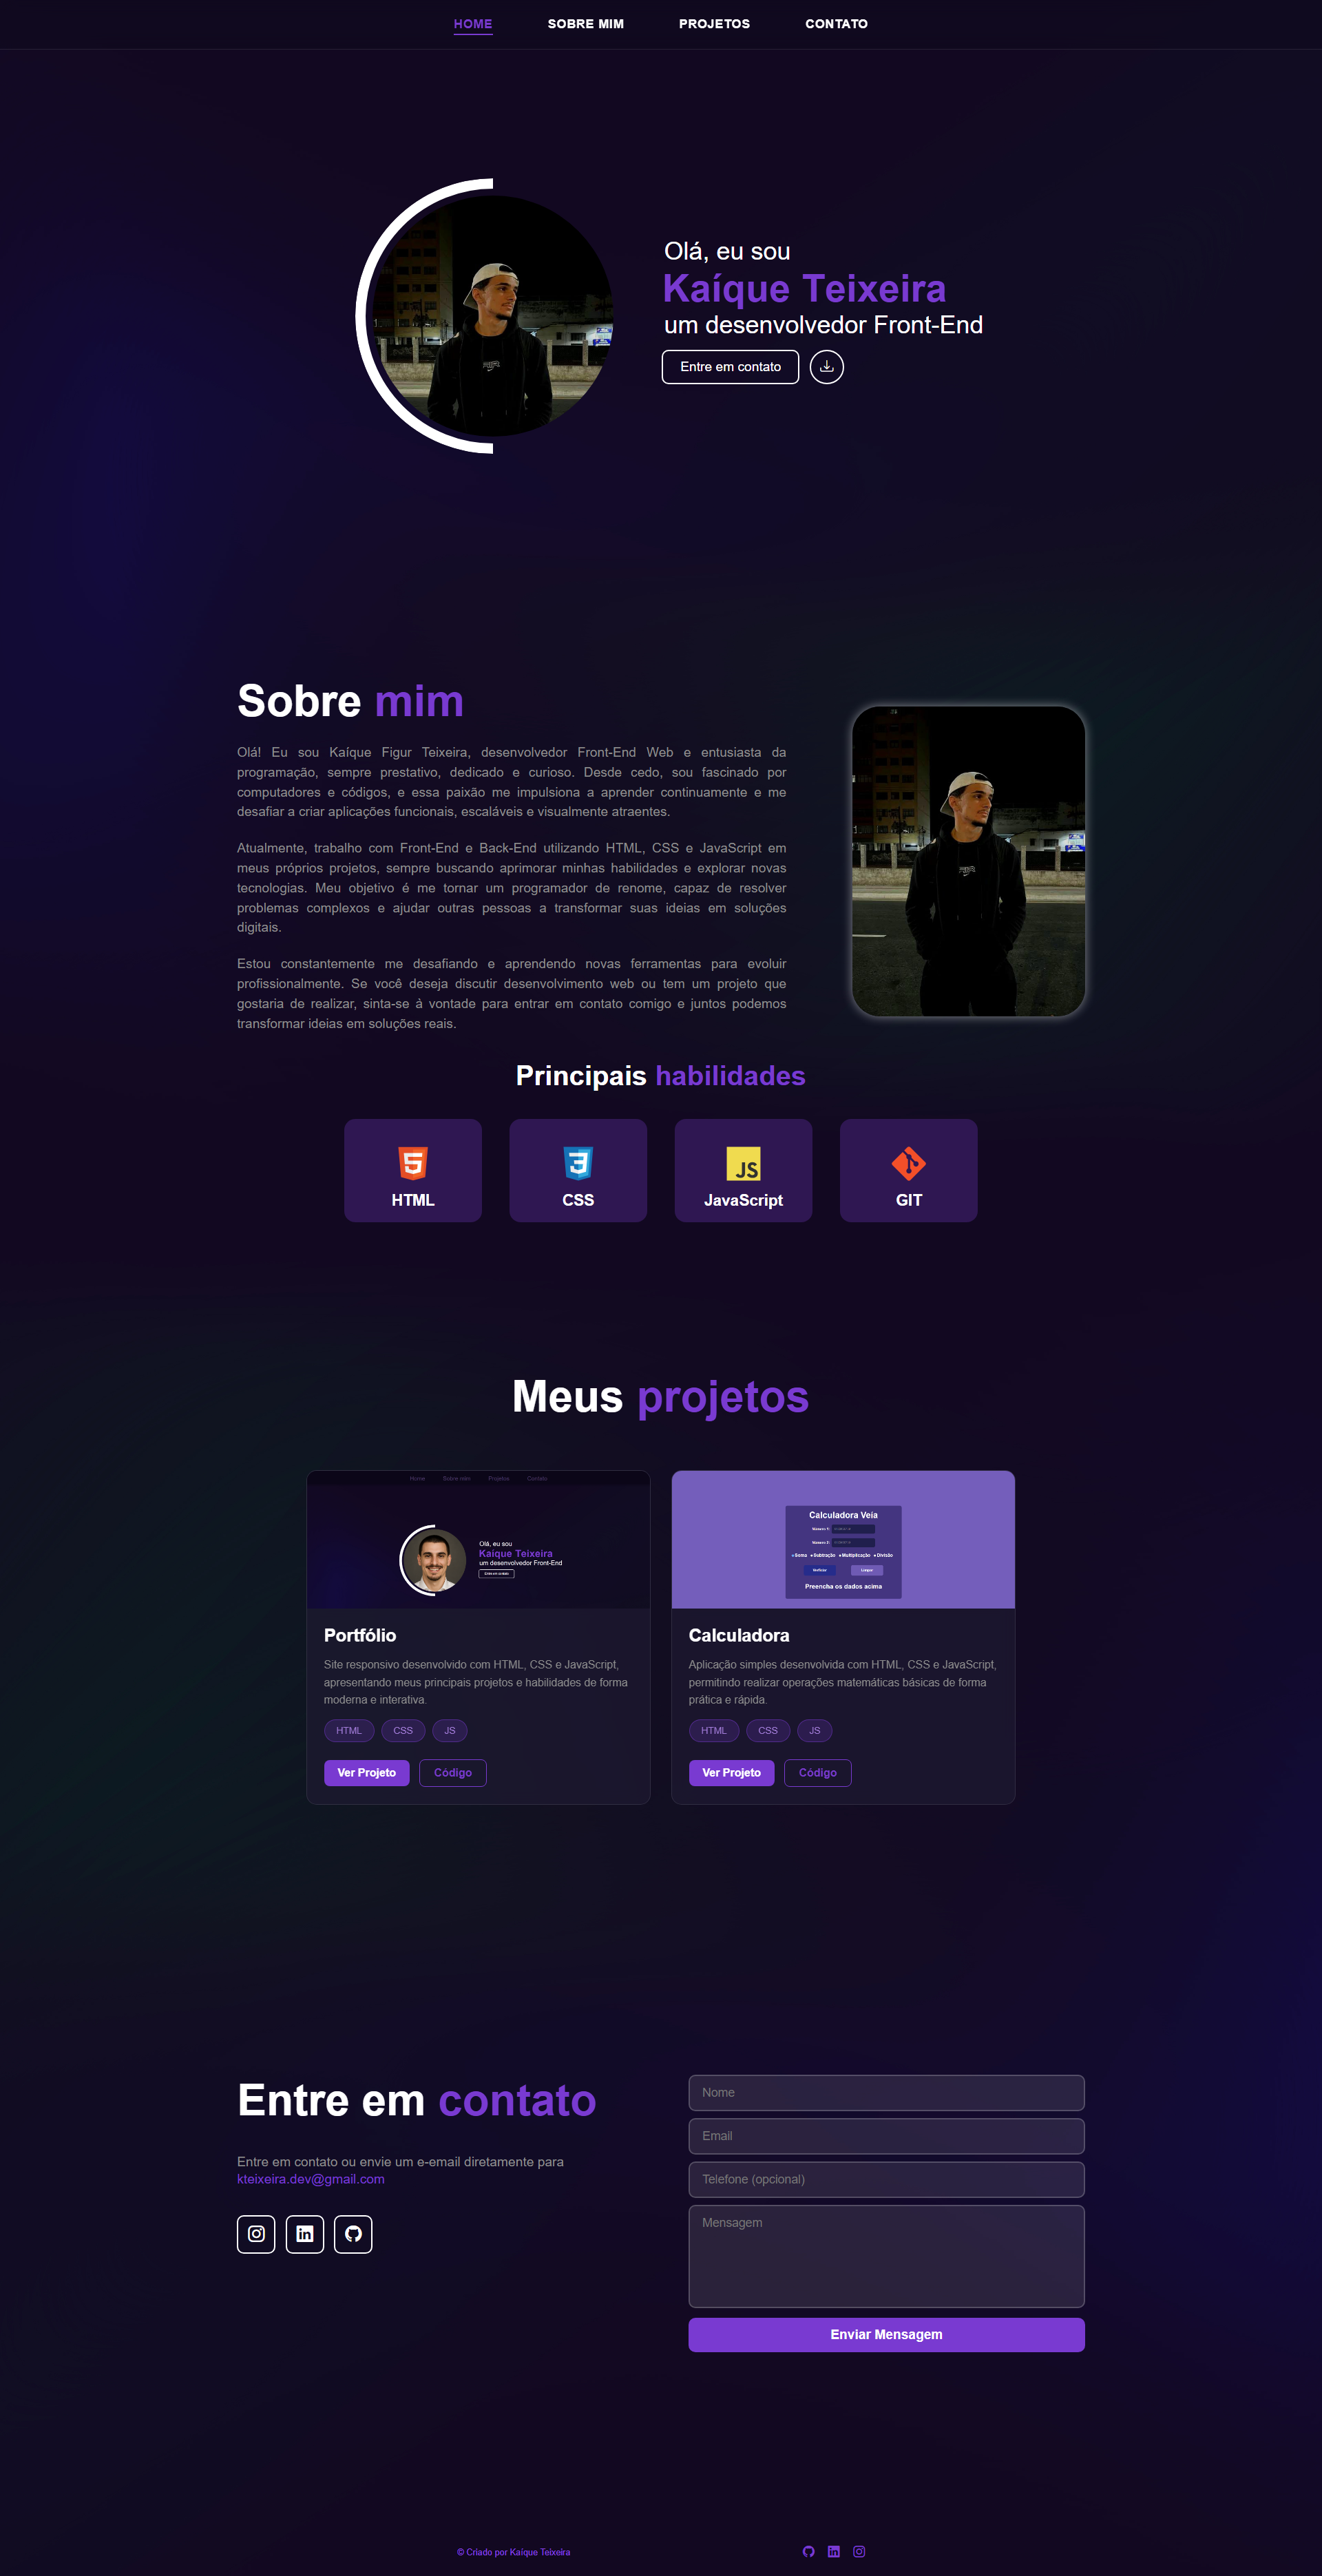 HOME
SOBRE MIM
PROJETOS
CONTATO
Olá, eu sou
Kaíque Teixeira
um desenvolvedor Front-End
Entre em contato
Sobre mim
Olá! Eu sou Kaíque Figur Teixeira, desenvolvedor Front-End Web e entusiasta da
programação, sempre prestativo, dedicado e curioso. Desde cedo, sou fascinado por
computadores e códigos, e essa paixão me impulsiona a aprender continuamente e me
desafiar a criar aplicações funcionais, escaláveis e visualmente atraentes.
Atualmente, trabalho com Front-End e Back-End utilizando HTML, CSS e JavaScript em
meus próprios projetos, sempre buscando aprimorar minhas habilidades e explorar novas
tecnologias. Meu objetivo é me tornar um programador de renome, capaz de resolver
problemas complexos e ajudar outras pessoas a transformar suas ideias em soluções
digitais.
Estou constantemente me desafiando e aprendendo novas ferramentas para evoluir
profissionalmente. Se você deseja discutir desenvolvimento web ou tem um projeto que
gostaria de realizar, sinta-se à vontade para entrar em contato comigo e juntos podemos
transformar ideias em soluções reais.
Principais habilidades
HTML
CSS
JS
JavaScript
GIT
Meus projetos
Home
Sobre mim
Projetos
Contato
Olá, eu sou
Kaíque Teixeira
um desenvolvedor Front-End
Entre em contato
Portfólio
Site responsivo desenvolvido com HTML, CSS e JavaScript,
apresentando meus principais projetos e habilidades de forma
moderna e interativa.
HTML
CSS
JS
Ver Projeto
Código
Calculadora Veia
Soma
Subtração
Multiplicação
Divisão
Limpar
Preencha os dados acima
Calculadora
Aplicação simples desenvolvida com HTML, CSS e JavaScript,
permitindo realizar operações matemáticas básicas de forma
prática e rápida.
HTML
CSS
JS
Ver Projeto
Código
Entre em contato
Entre em contato ou envie um e-email diretamente para
kteixeira.dev@gmail.com
Nome
Email
Telefone (opcional)
Mensagem
Enviar Mensagem
© Criado por Kaíque Teixeira